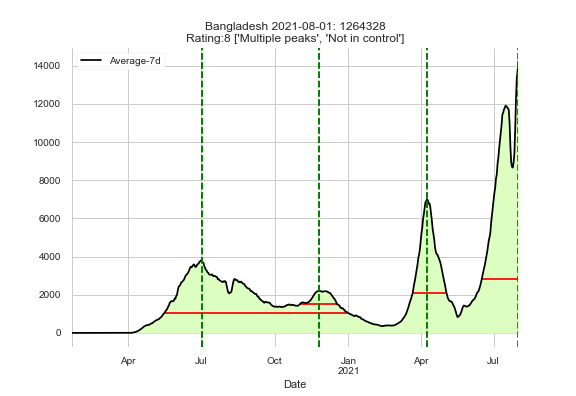 Bangladesh 2021-08-01: 1264328
Rating:8 ['Multiple peaks', 'Not in control']
Average-7d
14000
12000
10000
8000
6000
4000
2000
0
Apr
Jul
Oct
Jan
2021
Apr
Jul
Date